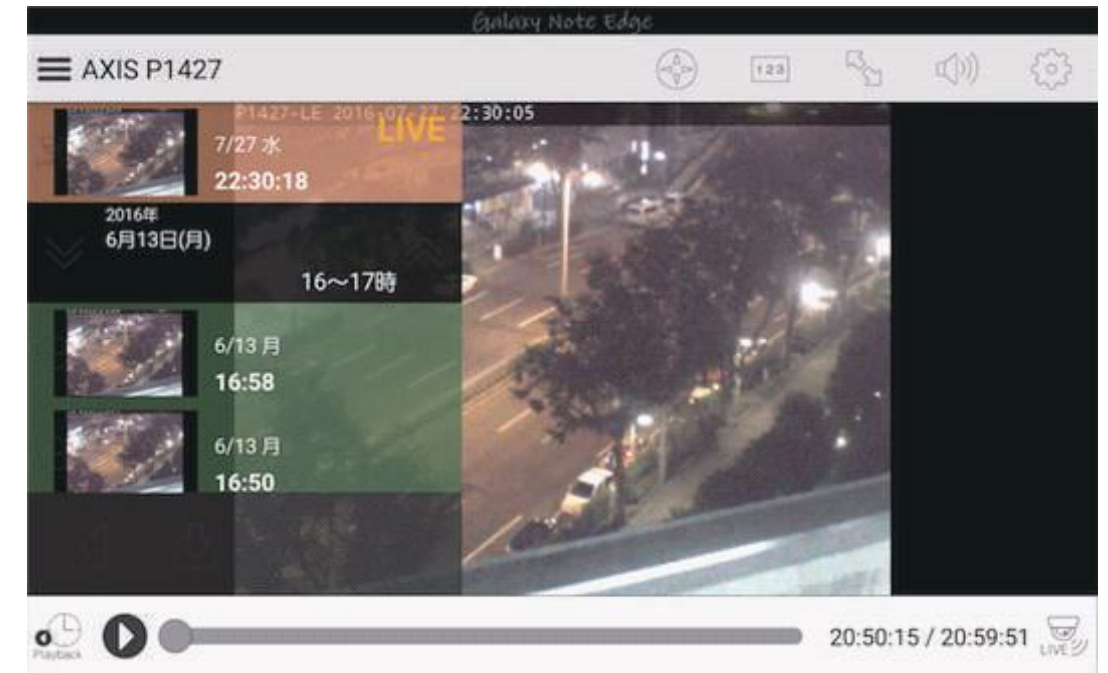 Galaxy Note Edge
AXIS P1427
123
P1427-LE 2016-07-27 22:30:05
LIVE
7/27 水
22:30:18
2016年
6月13日(月)
16～17時
6/13 月
16:58
6/13 月
16:50
Playback
20:50:15 / 20:59:51
LIVE